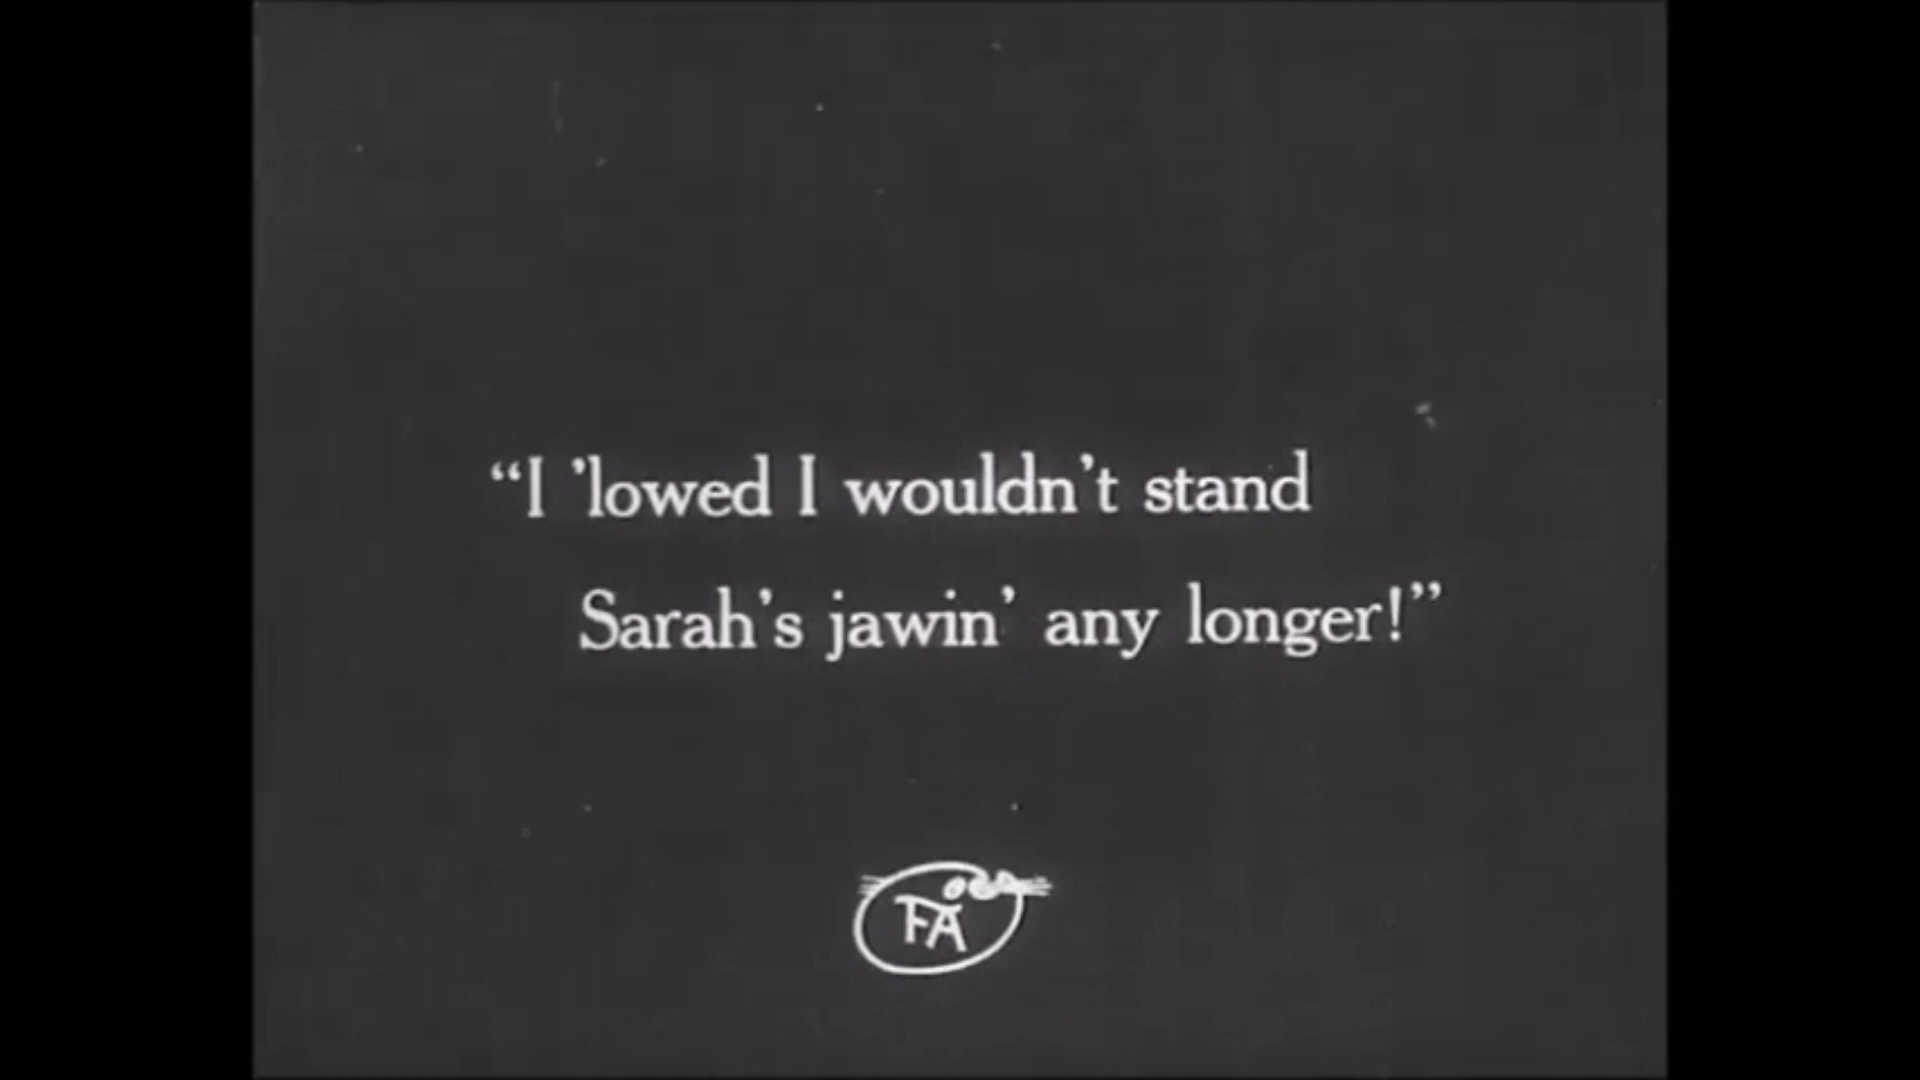 “I ’lowed I wouldn’t stand
Sarah’s jawin’ any longer!”
FA